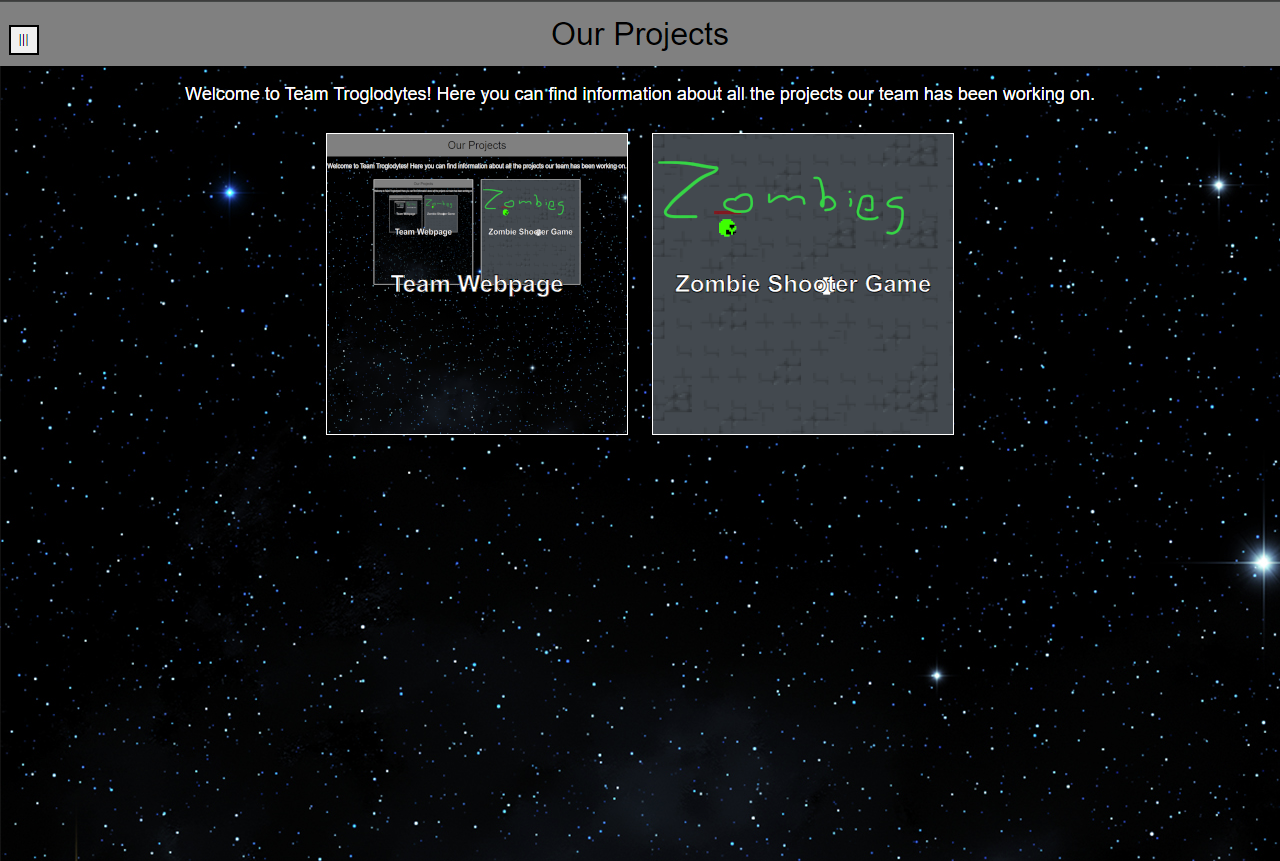 Our Projects
Welcome to Team Troglodytes! Here you can find information about all the projects our team has been working on.
Our Projects
Welcome to Team Troglodytes! Here you can find information about all the projects our team has been working on.
Zombies
Team Webpage
Zombie Shooter Game
Team Webpage
Zombies
Zombie Shooter Game